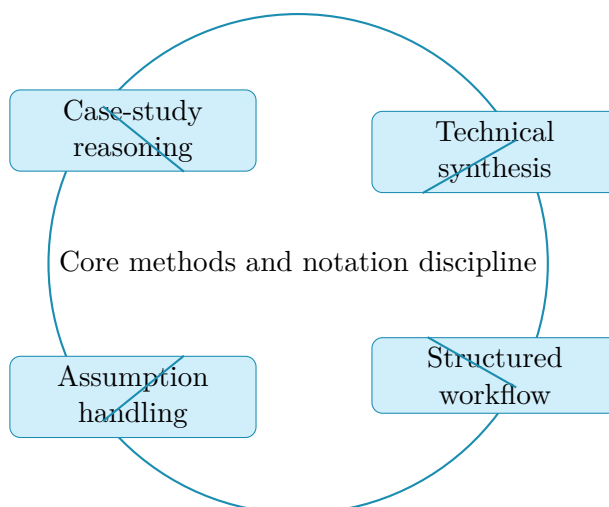 Case-study
reasoning
Technical
synthesis
Core methods and notation discipline
Assumption
handling
Structured
workflow